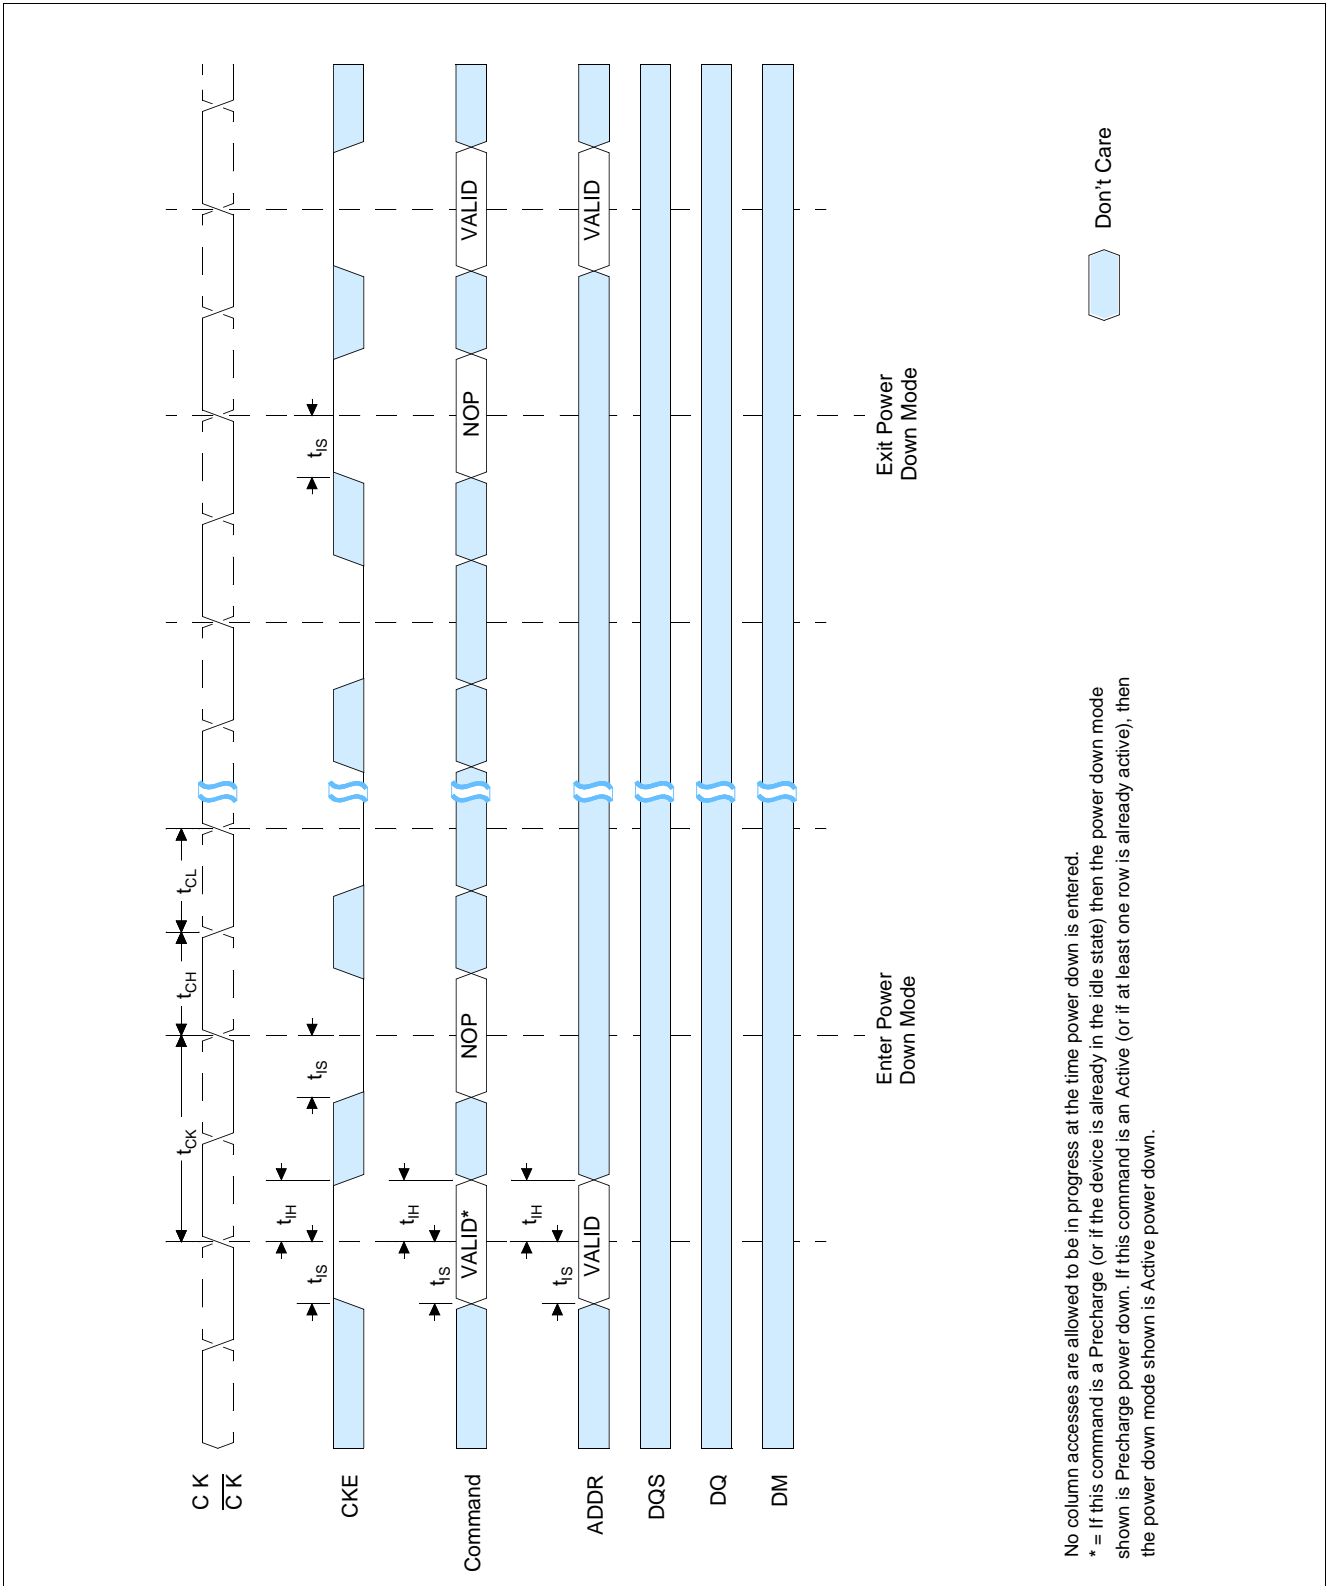 CK
CK
CKE
Command
ADDR
DQS
DQ
DM
tCK
tCH
tCL
tIS
tIH
tIS
tIS
tIS
tIH
VALID*
NOP
NOP
VALID
tIS
tIH
VALID
VALID
Enter Power
Down Mode
Exit Power
Down Mode
Don't Care
No column accesses are allowed to be in progress at the time power down is entered.
* = If this command is a Precharge (or if the device is already in the idle state) then the power down mode
shown is Precharge power down. If this command is an Active (or if at least one row is already active), then
the power down mode shown is Active power down.